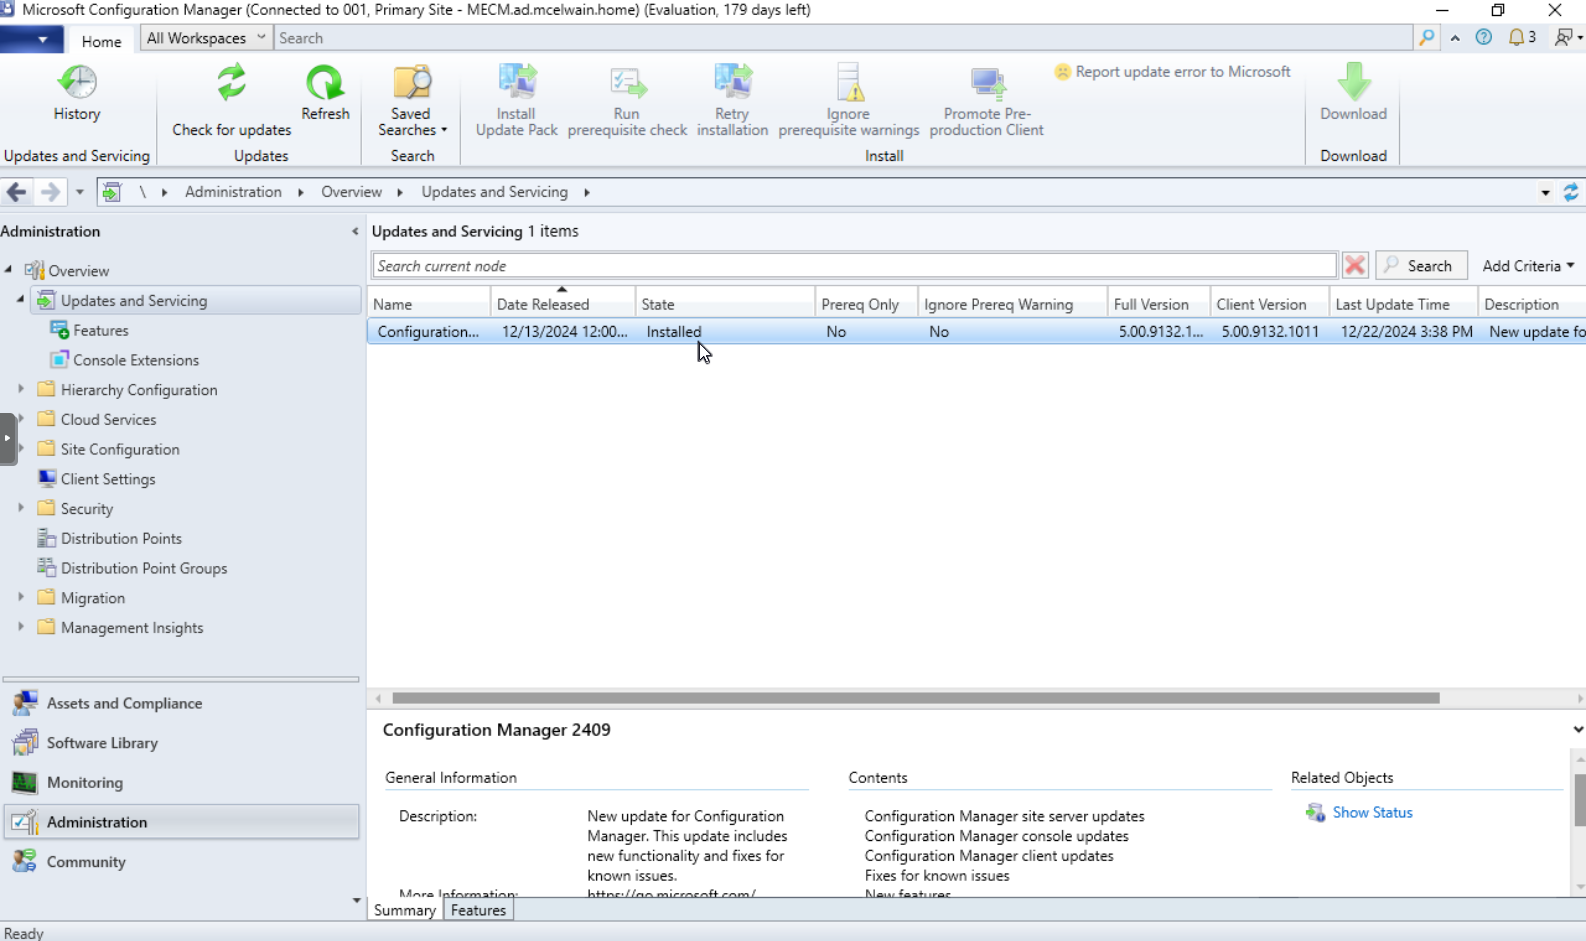 Microsoft Configuration Manager (Connected to 001, Primary Site - MECM.ad.mcelwain.home) (Evaluation, 179 days left)
Home
All Workspaces
Search
3
History
Check for updates
Refresh
Saved Searches
Install Update Pack
Run prerequisite check
Retry installation
Ignore prerequisite warnings
Promote Pre-production Client
Report update error to Microsoft
Download
Updates and Servicing
Updates
Search
Install
Download
\ Administration Overview Updates and Servicing
Administration
Overview
Updates and Servicing
Features
Console Extensions
Hierarchy Configuration
Cloud Services
Site Configuration
Client Settings
Security
Distribution Points
Distribution Point Groups
Migration
Management Insights
Assets and Compliance
Software Library
Monitoring
Administration
Community
Updates and Servicing 1 items
Search current node
Search
Add Criteria
Name Date Released State Prereq Only Ignore Prereq Warning Full Version Client Version Last Update Time Description
Configuration... 12/13/2024 12:00... Installed No No 5.00.9132.1... 5.00.9132.1011 12/22/2024 3:38 PM New update fo
Configuration Manager 2409
General Information
Description:
New update for Configuration
Manager. This update includes
new functionality and fixes for
known issues.
More Information:
https://go.microsoft.com/
Contents
Configuration Manager site server updates
Configuration Manager console updates
Configuration Manager client updates
Fixes for known issues
New features
Related Objects
Show Status
Summary
Features
Ready